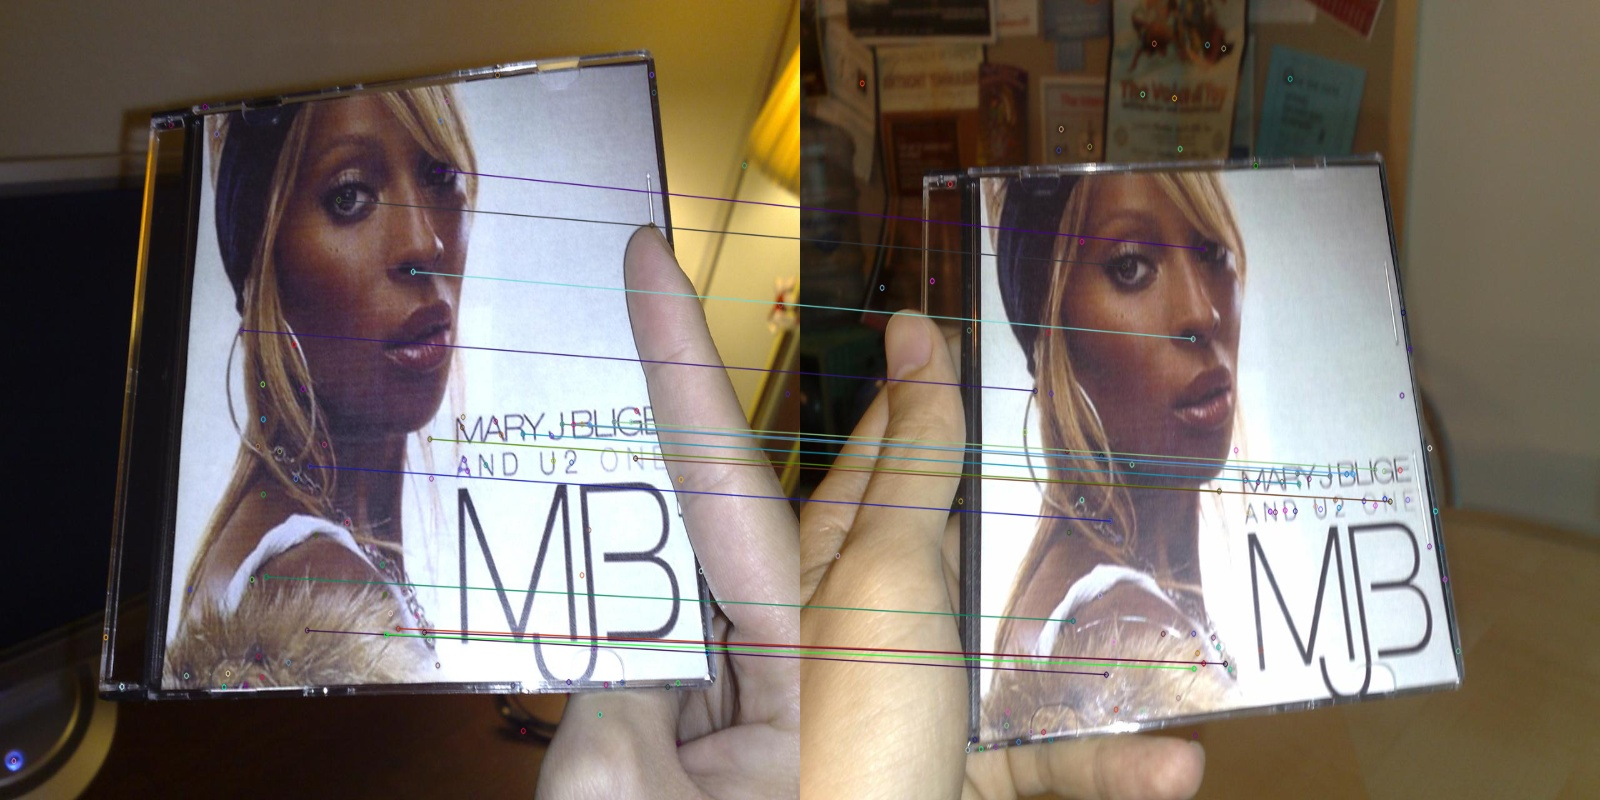 MARY J BLIGE
AND U2 ONE
MJB
MARY J BLIGE
AND U2 ONE
MJB